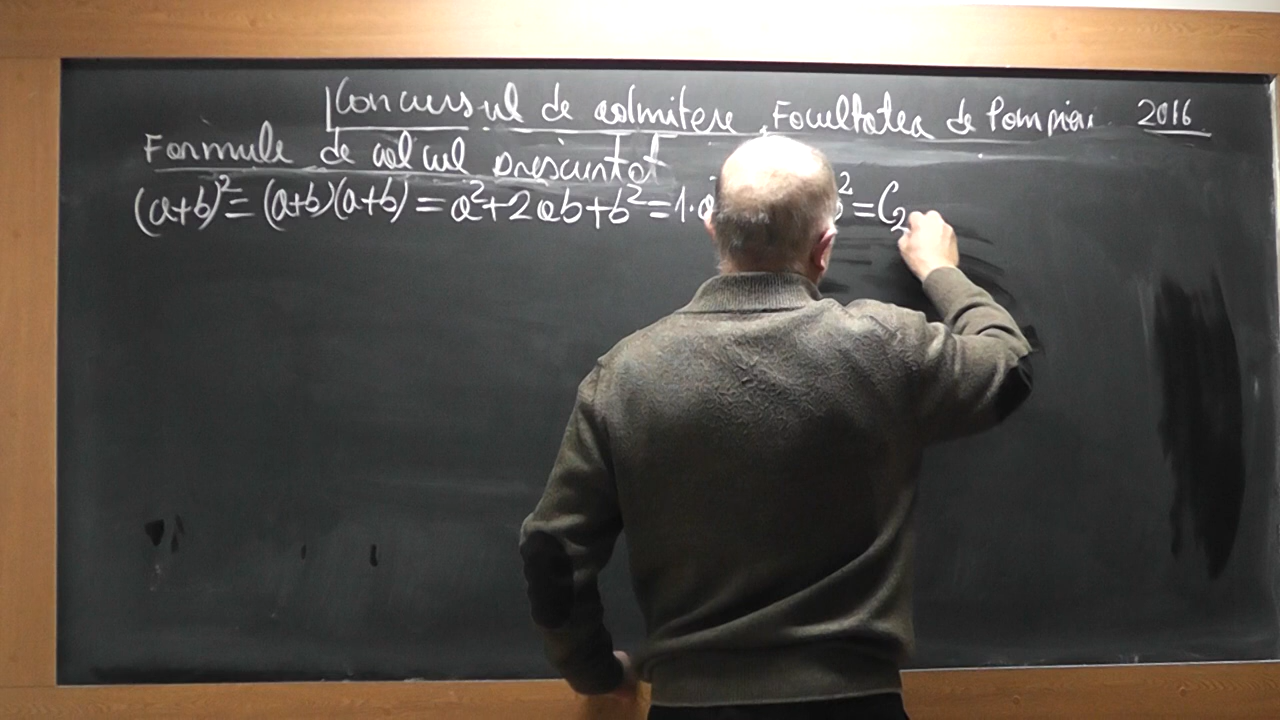 Concursul de admitere, Facultatea de Pompieri 2016
Formule de calcul prescurtat
(a+b)²= (a+b)(a+b) = a²+2ab+b²=1·a ² =C₂